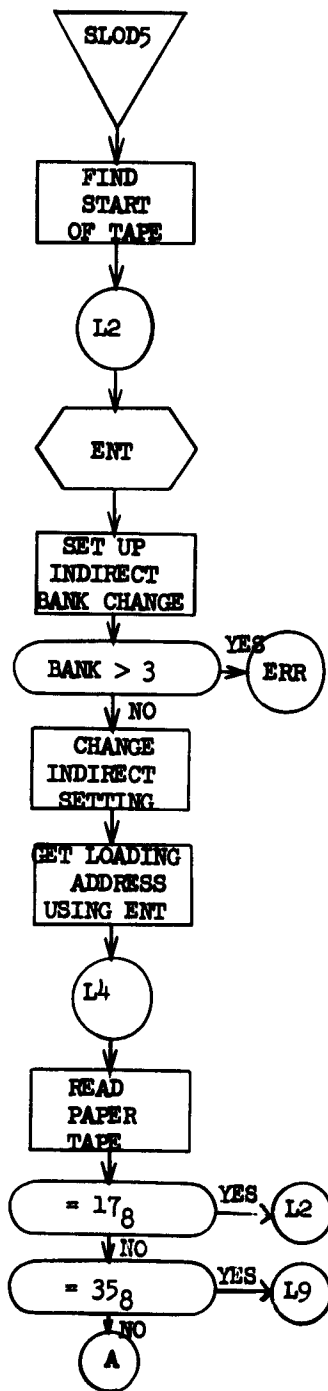 SLOD5
FIND
START
OF TAPE
L2
ENT
SET UP
INDIRECT
BANK CHANGE
BANK > 3
YES
ERR
NO
CHANGE
INDIRECT
SETTING
GET LOADING
ADDRESS
USING ENT
L4
READ
PAPER
TAPE
= 17₈
YES
L2
NO
= 35₈
YES
L9
NO
A